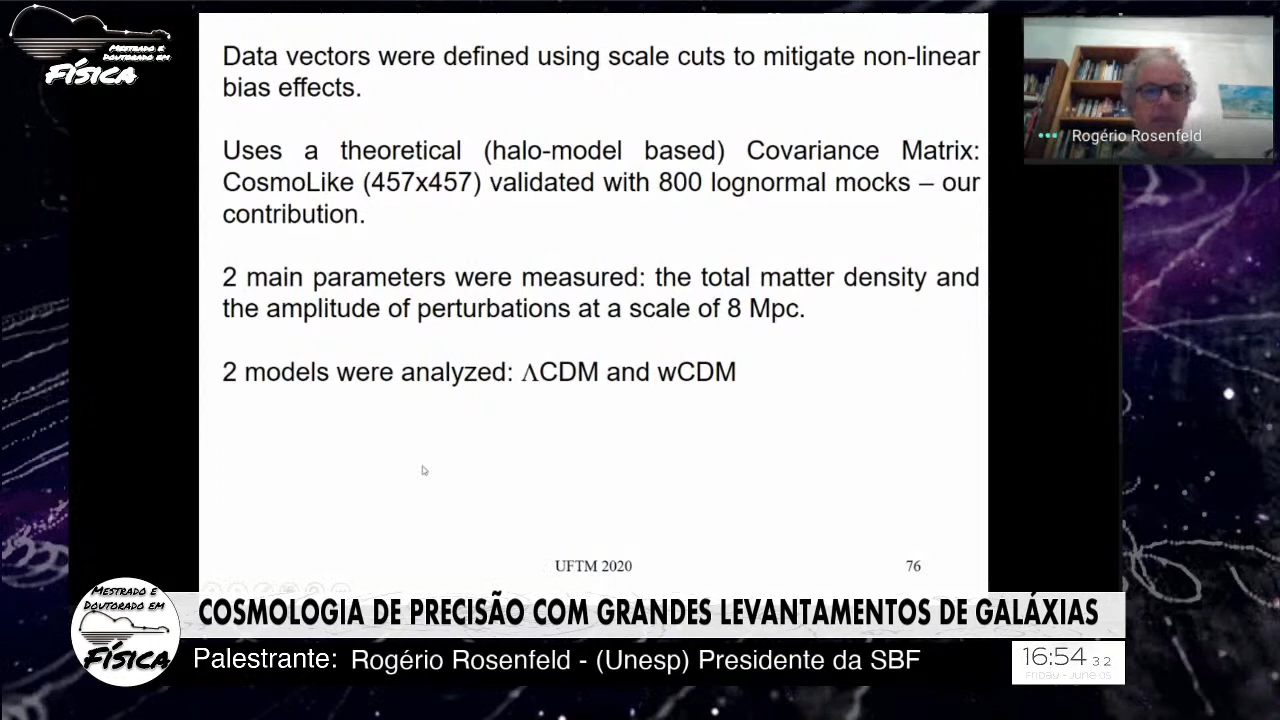 MESTRADO E
DOUTORADO EM
FÍSICA
Data vectors were defined using scale cuts to mitigate non-linear
bias effects.
Uses a theoretical (halo-model based) Covariance Matrix:
CosmoLike (457x457) validated with 800 lognormal mocks – our
contribution.
2 main parameters were measured: the total matter density and
the amplitude of perturbations at a scale of 8 Mpc.
2 models were analyzed: ΛCDM and wCDM
UFTM 2020
76
Rogério Rosenfeld
MESTRADO E
DOUTORADO EM
FÍSICA
COSMOLOGIA DE PRECISÃO COM GRANDES LEVANTAMENTOS DE GALÁXIAS
Palestrante: Rogério Rosenfeld - (Unesp) Presidente da SBF
16:54 32
FRIDAY - JUNE 05